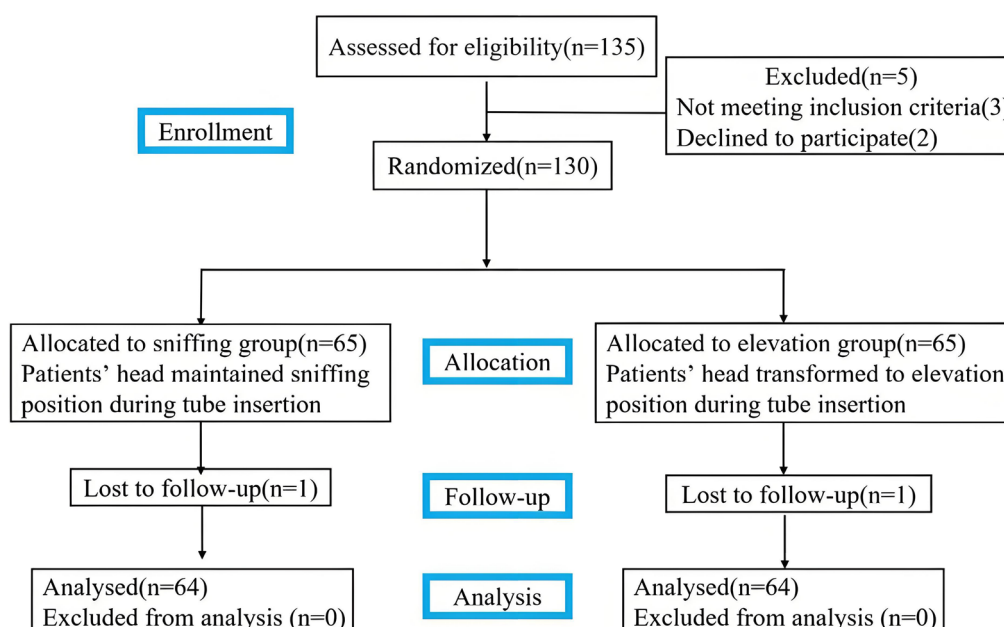 Assessed for eligibility(n=135)
Excluded(n=5)
Not meeting inclusion criteria(3)
Declined to participate(2)
Enrollment
Randomized(n=130)
Allocated to sniffing group(n=65)
Patients’ head maintained sniffing
position during tube insertion
Allocation
Allocated to elevation group(n=65)
Patients’ head transformed to elevation
position during tube insertion
Lost to follow-up(n=1)
Follow-up
Lost to follow-up(n=1)
Analysed(n=64)
Excluded from analysis (n=0)
Analysis
Analysed(n=64)
Excluded from analysis (n=0)